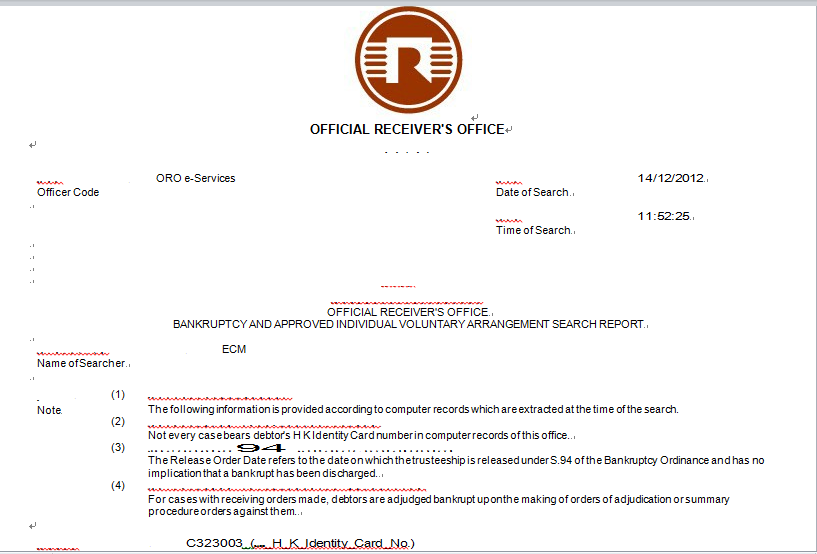 R
OFFICIAL RECEIVER'S OFFICE
ORO e-Services 14/12/2012
Officer Code Date of Search
11:52:25
Time of Search
OFFICIAL RECEIVER'S OFFICE
BANKRUPTCY AND APPROVED INDIVIDUAL VOLUNTARY ARRANGEMENT SEARCH REPORT
ECM
Name of Searcher
(1)
Note The following information is provided according to computer records which are extracted at the time of the search.
(2)
Not every case bears debtor's H K Identity Card number in computer records of this office.
(3) 94
The Release Order Date refers to the date on which the trusteeship is released under S.94 of the Bankruptcy Ordinance and has no
implication that a bankrupt has been discharged.
(4)
For cases with receiving orders made, debtors are adjudged bankrupt upon the making of orders of adjudication or summary
procedure orders against them.
C323003 ( H K Identity Card No.)